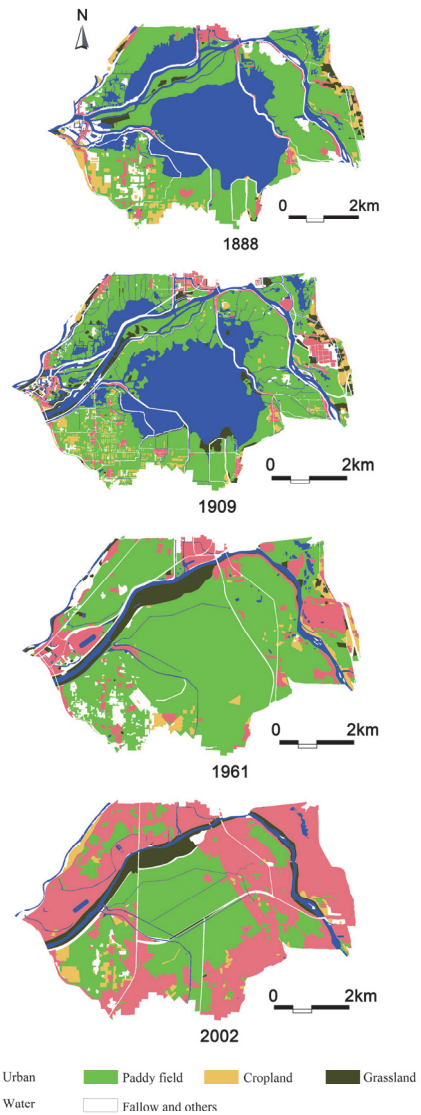 N
0 2km
1888
0 2km
1909
0 2km
1961
0 2km
2002
Urban Paddy field Cropland Grassland
Water Fallow and others